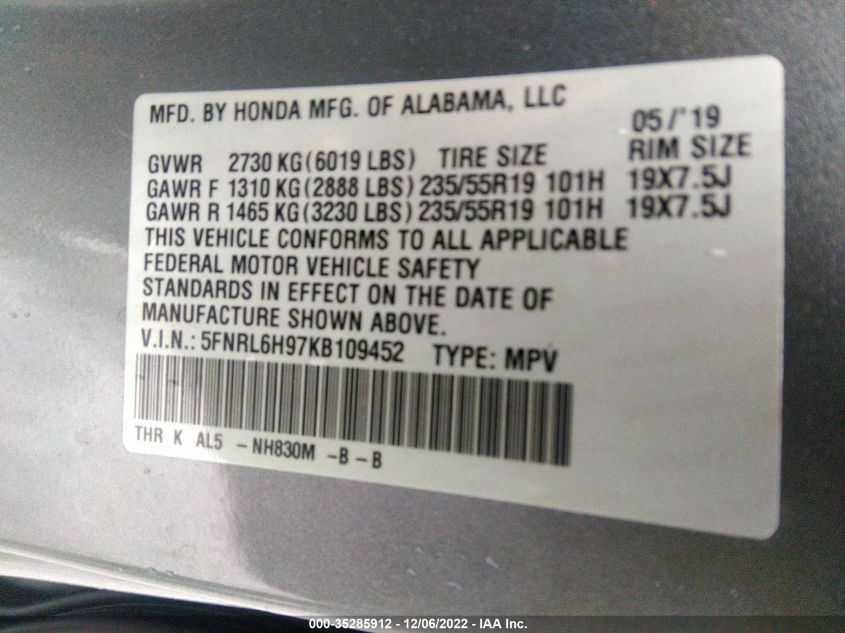 MFD. BY HONDA MFG. OF ALABAMA, LLC
05/'19
GVWR 2730 KG (6019 LBS) TIRE SIZE RIM SIZE
GAWR F 1310 KG (2888 LBS) 235/55R19 101H 19X7.5J
GAWR R 1465 KG (3230 LBS) 235/55R19 101H 19X7.5J
THIS VEHICLE CONFORMS TO ALL APPLICABLE
FEDERAL MOTOR VEHICLE SAFETY
STANDARDS IN EFFECT ON THE DATE OF
MANUFACTURE SHOWN ABOVE.
V.I.N.: 5FNRL6H97KB109452 TYPE: MPV
THR K AL5 - NH830M - B - B
000-35285912 - 12/06/2022 - IAA Inc.